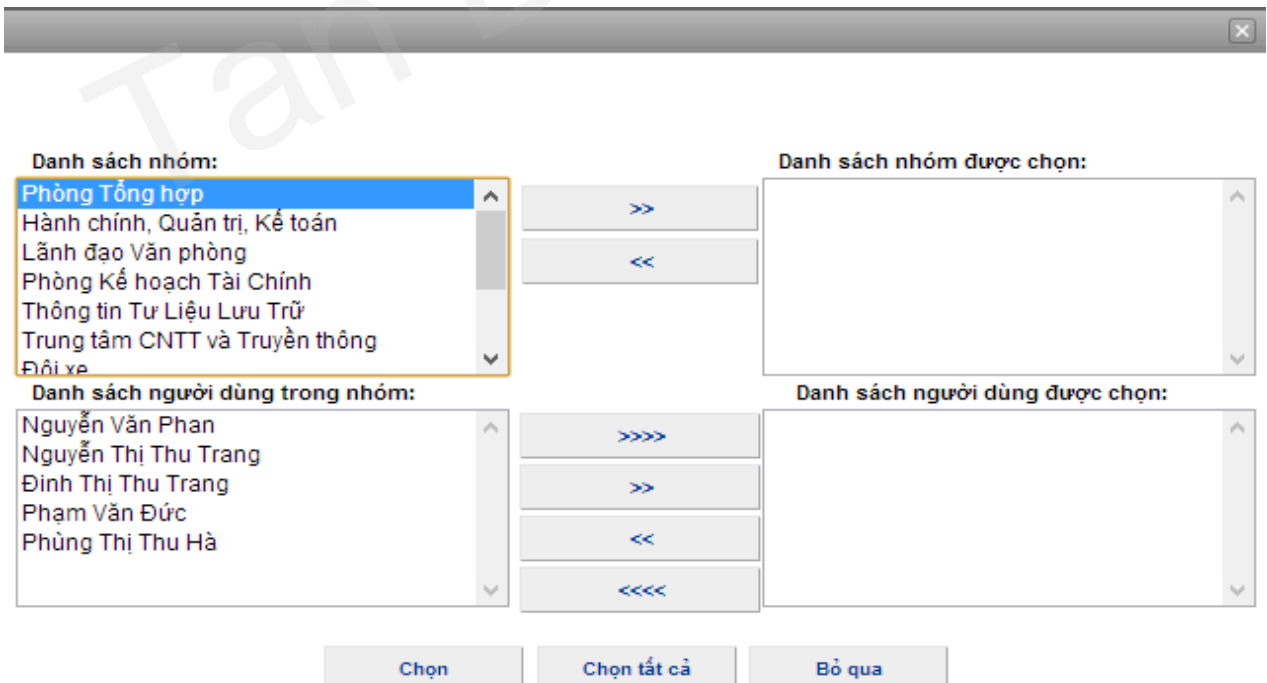 Tan D
Danh sách nhóm:
Danh sách nhóm được chọn:
Phòng Tổng hợp
Hành chính, Quản trị, Kế toán
Lãnh đạo Văn phòng
Phòng Kế hoạch Tài Chính
Thông tin Tư Liệu Lưu Trữ
Trung tâm CNTT và Truyền thông
Đội xe
>>
<<
Danh sách người dùng trong nhóm:
Danh sách người dùng được chọn:
Nguyễn Văn Phan
Nguyễn Thị Thu Trang
Đinh Thị Thu Trang
Phạm Văn Đức
Phùng Thị Thu Hà
>>>>
>>
<<
<<<<
Chọn
Chọn tất cả
Bỏ qua